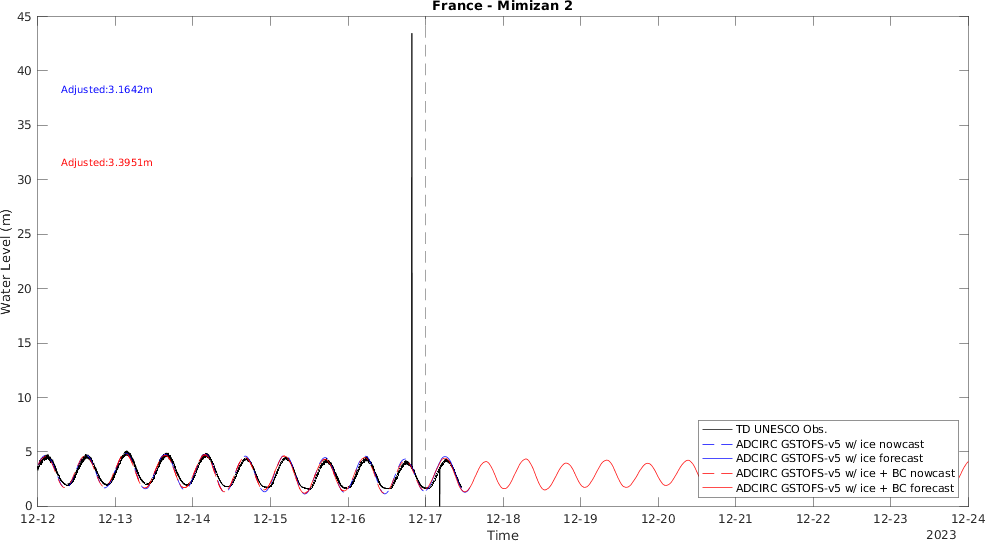 France - Mimizan 2
45
40
35
30
25
20
15
10
5
0
Water Level (m)
Adjusted:3.1642m
Adjusted:3.3951m
TD UNESCO Obs.
ADCIRC GSTOFS-v5 w/ ice nowcast
ADCIRC GSTOFS-v5 w/ ice forecast
ADCIRC GSTOFS-v5 w/ ice + BC nowcast
ADCIRC GSTOFS-v5 w/ ice + BC forecast
12-12 12-13 12-14 12-15 12-16 12-17 12-18 12-19 12-20 12-21 12-22 12-23 12-24
Time
2023